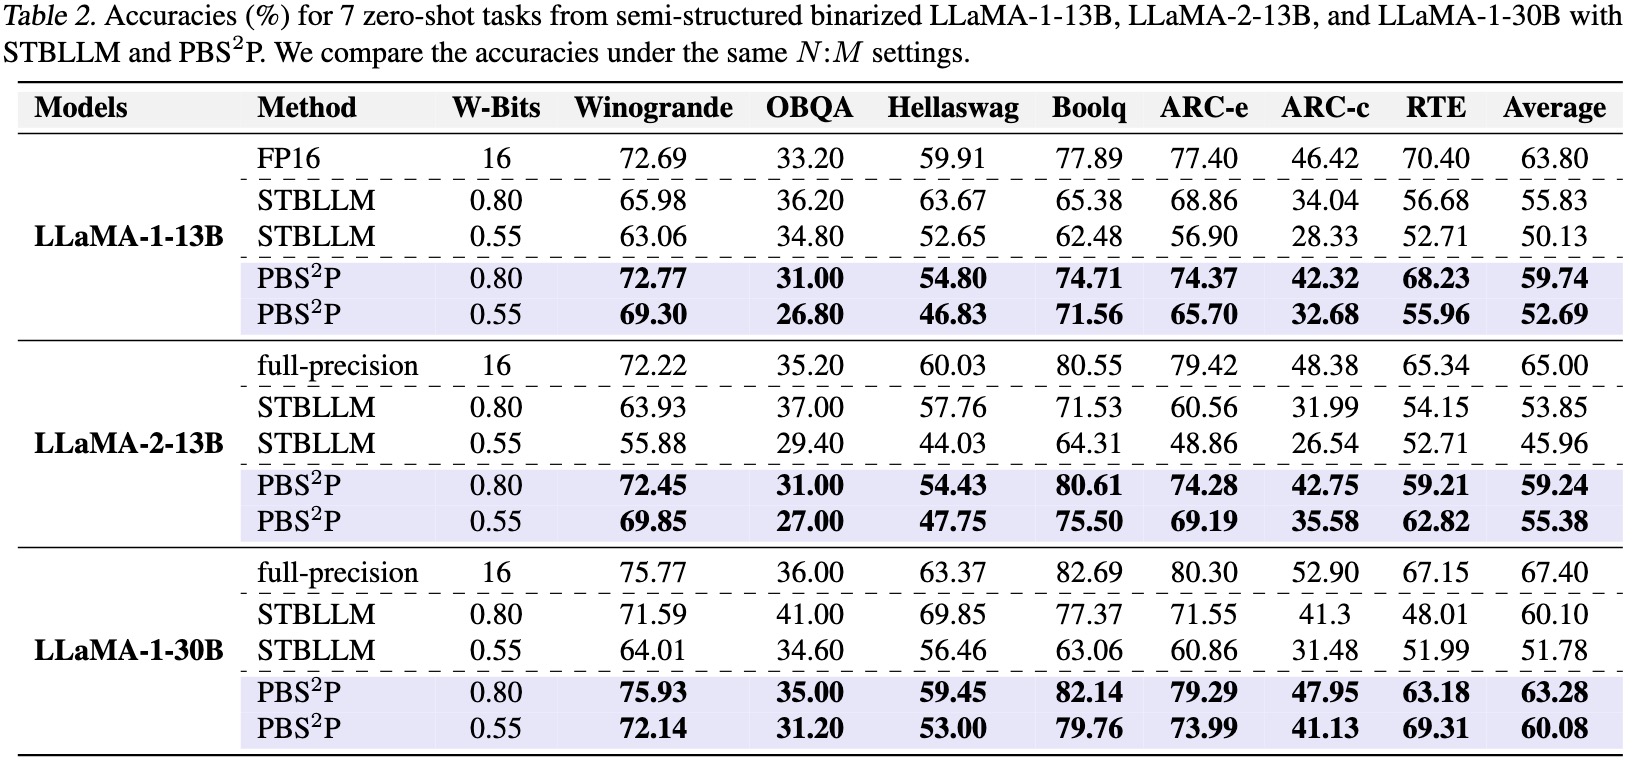 Table 2. Accuracies (%) for 7 zero-shot tasks from semi-structured binarized LLaMA-1-13B, LLaMA-2-13B, and LLaMA-1-30B with
STBLLM and PBS²P. We compare the accuracies under the same N:M settings.
Models Method W-Bits Winogrande OBQA Hellaswag Boolq ARC-e ARC-c RTE Average
FP16 16 72.69 33.20 59.91 77.89 77.40 46.42 70.40 63.80
STBLLM 0.80 65.98 36.20 63.67 65.38 68.86 34.04 56.68 55.83
LLaMA-1-13B STBLLM 0.55 63.06 34.80 52.65 62.48 56.90 28.33 52.71 50.13
PBS²P 0.80 72.77 31.00 54.80 74.71 74.37 42.32 68.23 59.74
PBS²P 0.55 69.30 26.80 46.83 71.56 65.70 32.68 55.96 52.69
full-precision 16 72.22 35.20 60.03 80.55 79.42 48.38 65.34 65.00
STBLLM 0.80 63.93 37.00 57.76 71.53 60.56 31.99 54.15 53.85
LLaMA-2-13B STBLLM 0.55 55.88 29.40 44.03 64.31 48.86 26.54 52.71 45.96
PBS²P 0.80 72.45 31.00 54.43 80.61 74.28 42.75 59.21 59.24
PBS²P 0.55 69.85 27.00 47.75 75.50 69.19 35.58 62.82 55.38
full-precision 16 75.77 36.00 63.37 82.69 80.30 52.90 67.15 67.40
STBLLM 0.80 71.59 41.00 69.85 77.37 71.55 41.3 48.01 60.10
LLaMA-1-30B STBLLM 0.55 64.01 34.60 56.46 63.06 60.86 31.48 51.99 51.78
PBS²P 0.80 75.93 35.00 59.45 82.14 79.29 47.95 63.18 63.28
PBS²P 0.55 72.14 31.20 53.00 79.76 73.99 41.13 69.31 60.08